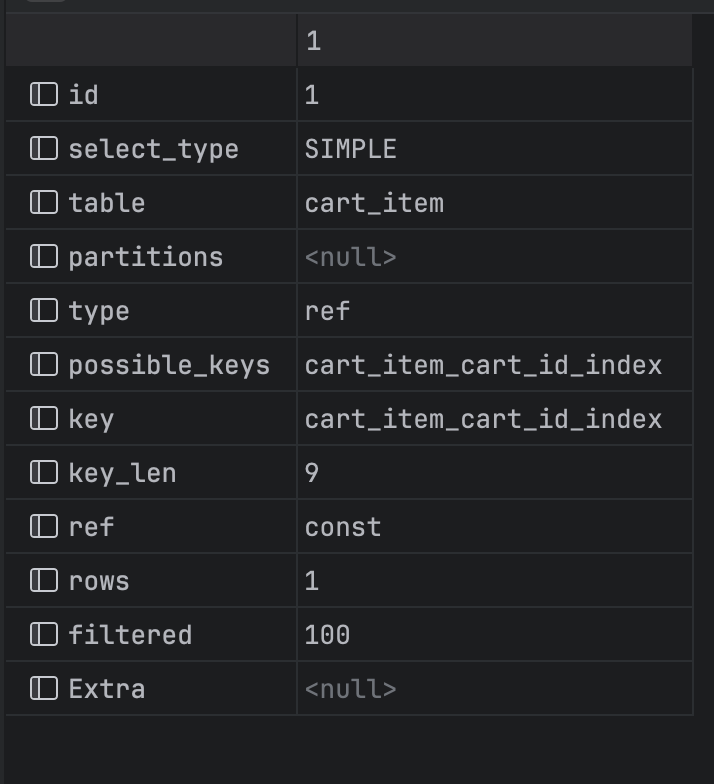 1
id 1
select_type SIMPLE
table cart_item
partitions <null>
type ref
possible_keys cart_item_cart_id_index
key cart_item_cart_id_index
key_len 9
ref const
rows 1
filtered 100
Extra <null>